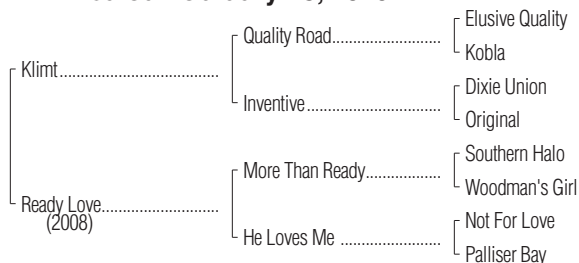 Elusive Quality
Quality Road
Kobla
Klimt
Dixie Union
Inventive
Original
Southern Halo
More Than Ready
Woodman's Girl
Ready Love
(2008)
Not For Love
He Loves Me
Palliser Bay